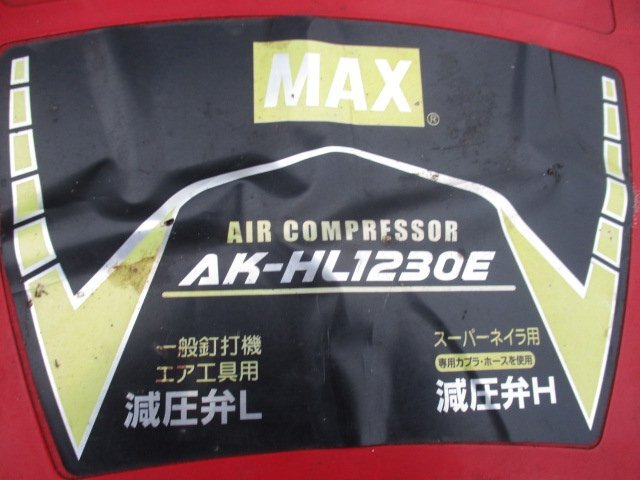 MAX®
AIR COMPRESSOR
AK-HL1230E
一般釘打機
エア工具用
減圧弁L
スーパーネイラ用
専用カプラ・ホースを使用
減圧弁H